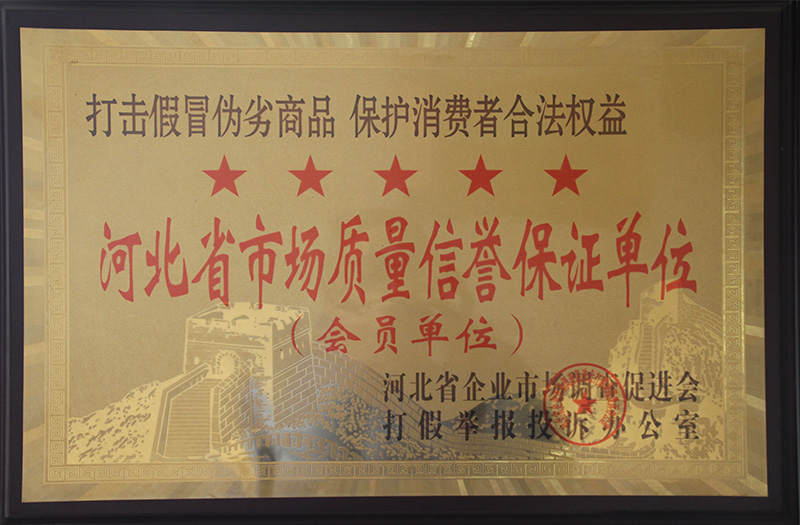 打击假冒伪劣商品 保护消费者合法权益
河北省市场质量信誉保证单位
（会员单位）
河北省企业市场调查促进会
打假举报投诉办公室